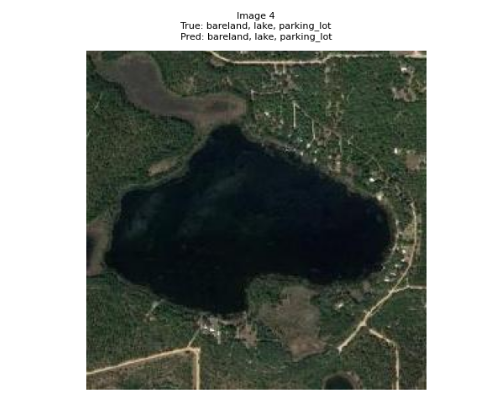 Image 4
True: bareland, lake, parking_lot
Pred: bareland, lake, parking_lot